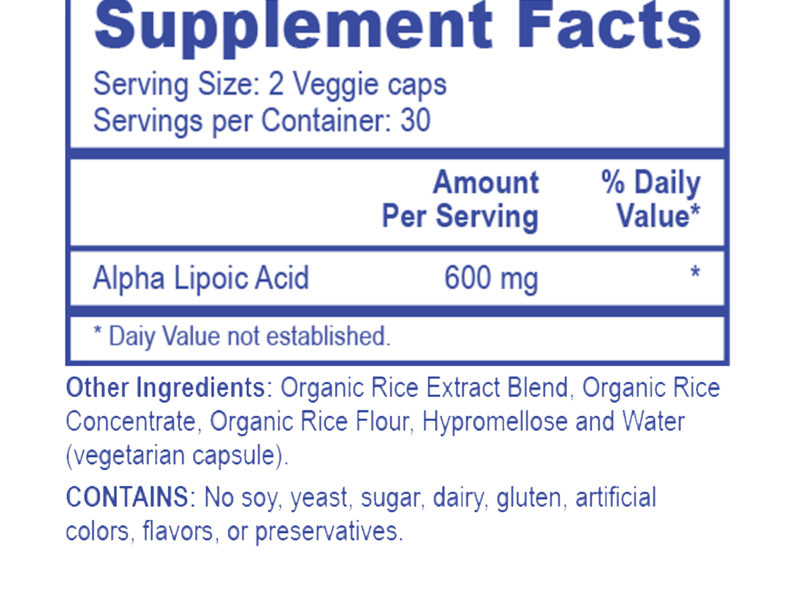 Supplement Facts
Serving Size: 2 Veggie caps
Servings per Container: 30
Amount % Daily
Per Serving Value*
Alpha Lipoic Acid 600 mg *
* Daiy Value not established.
Other Ingredients: Organic Rice Extract Blend, Organic Rice
Concentrate, Organic Rice Flour, Hypromellose and Water
(vegetarian capsule).
CONTAINS: No soy, yeast, sugar, dairy, gluten, artificial
colors, flavors, or preservatives.